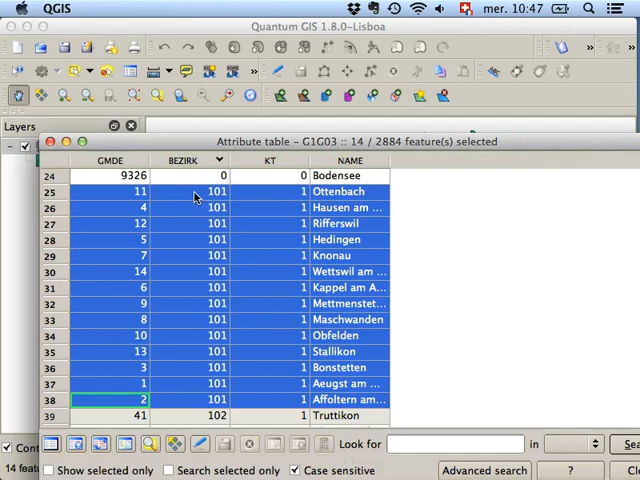 QGIS mer. 10:47
Quantum GIS 1.8.0-Lisboa
Layers
Attribute table - G1G03 :: 14 / 2884 feature(s) selected
GMDE BEZIRK KT NAME
24 9326 0 0 Bodensee
25 11 101 1 Ottenbach
26 4 101 1 Hausen am ...
27 12 101 1 Rifferswil
28 5 101 1 Hedingen
29 7 101 1 Knonau
30 14 101 1 Wettswil am ...
31 6 101 1 Kappel am A...
32 9 101 1 Mettmenstet...
33 8 101 1 Maschwanden
34 10 101 1 Obfelden
35 13 101 1 Stallikon
36 3 101 1 Bonstetten
37 1 101 1 Aeugst am ...
38 2 101 1 Affoltern am...
39 41 102 1 Truttikon
Cont Look for in Sea
14 featu Show selected only Search selected only Case sensitive Advanced search ? Clo